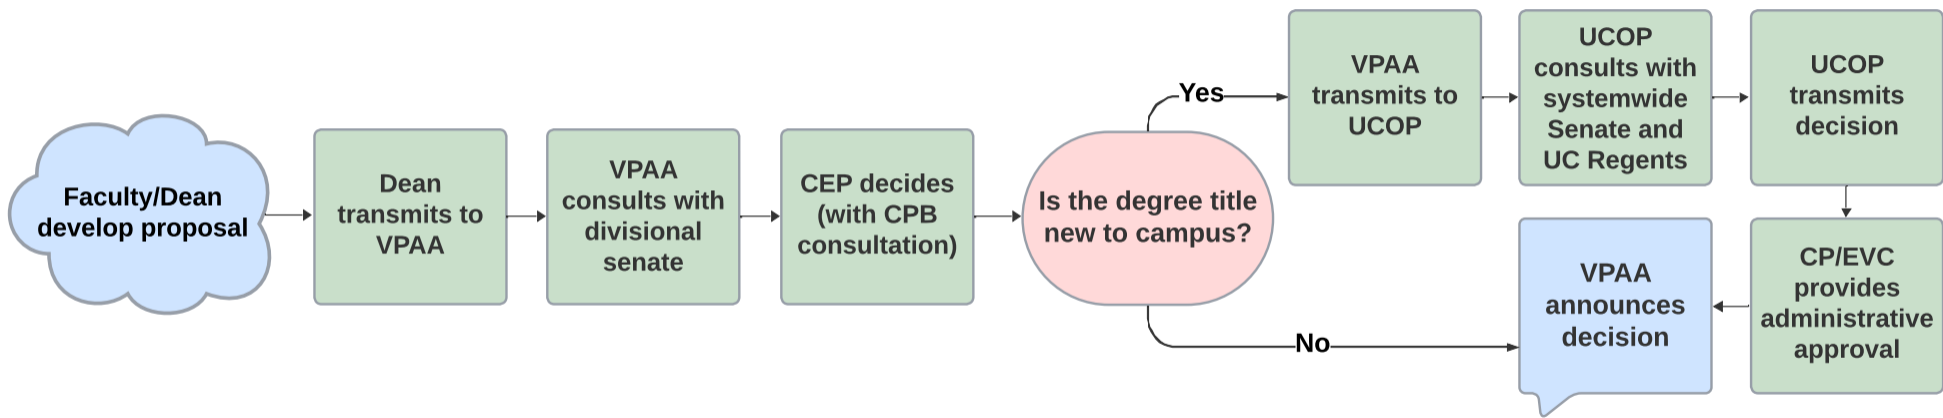 Faculty/Dean
develop proposal
Dean
transmits to
VPAA
VPAA
consults with
divisional
senate
CEP decides
(with CPB
consultation)
Is the degree title
new to campus?
Yes
VPAA
transmits to
UCOP
UCOP
consults with
systemwide
Senate and
UC Regents
UCOP
transmits
decision
CP/EVC
provides
administrative
approval
No
VPAA
announces
decision